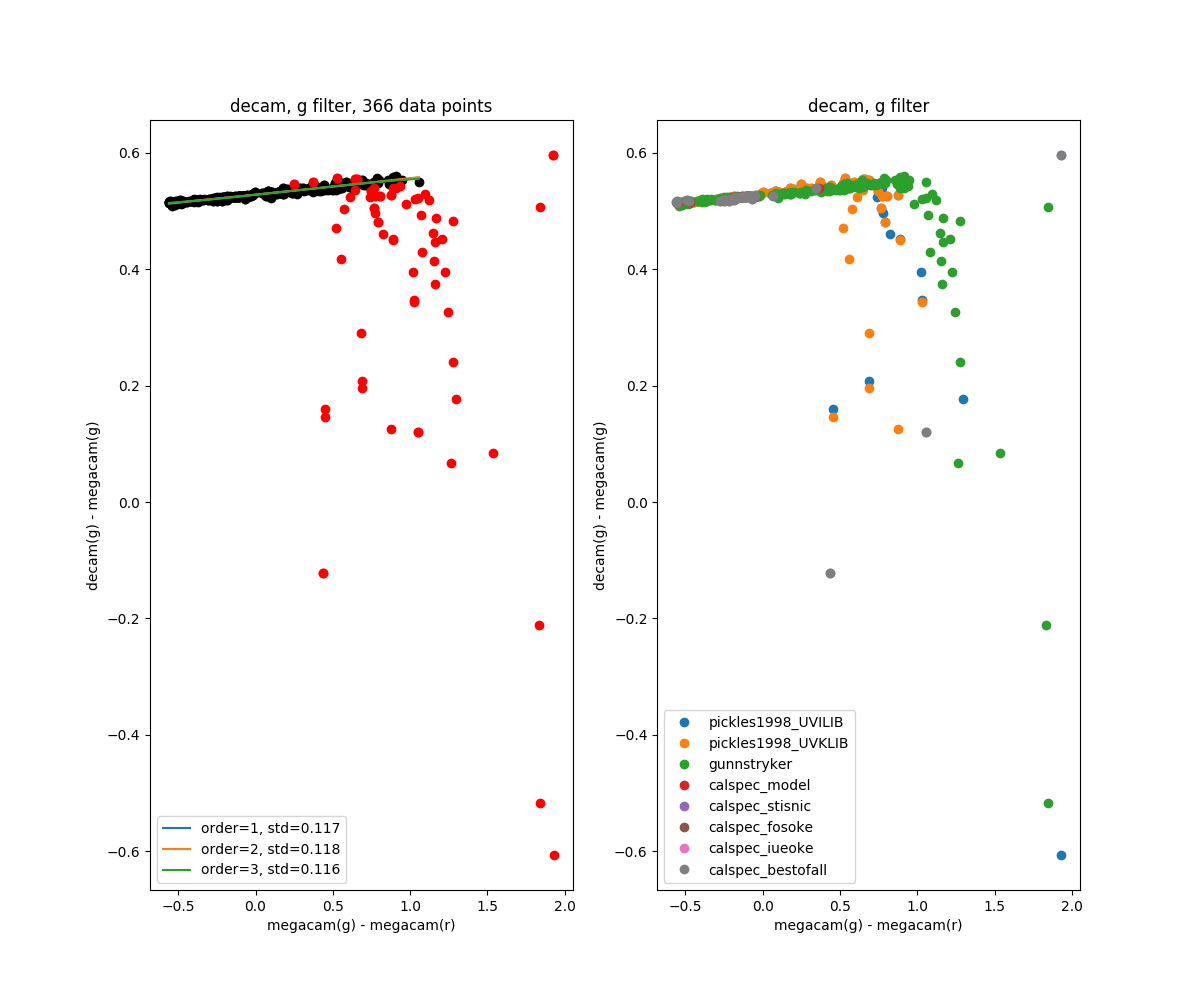 decam, g filter, 366 data points
decam(g) - megacam(g)
0.6
0.4
0.2
0.0
−0.2
−0.4
−0.6
−0.5
0.0
0.5
1.0
1.5
2.0
megacam(g) - megacam(r)
order=1, std=0.117
order=2, std=0.118
order=3, std=0.116
decam, g filter
decam(g) - megacam(g)
0.6
0.4
0.2
0.0
−0.2
−0.4
−0.6
−0.5
0.0
0.5
1.0
1.5
2.0
megacam(g) - megacam(r)
pickles1998_UVILIB
pickles1998_UVKLIB
gunnstryker
calspec_model
calspec_stisnic
calspec_fosoke
calspec_iueoke
calspec_bestofall